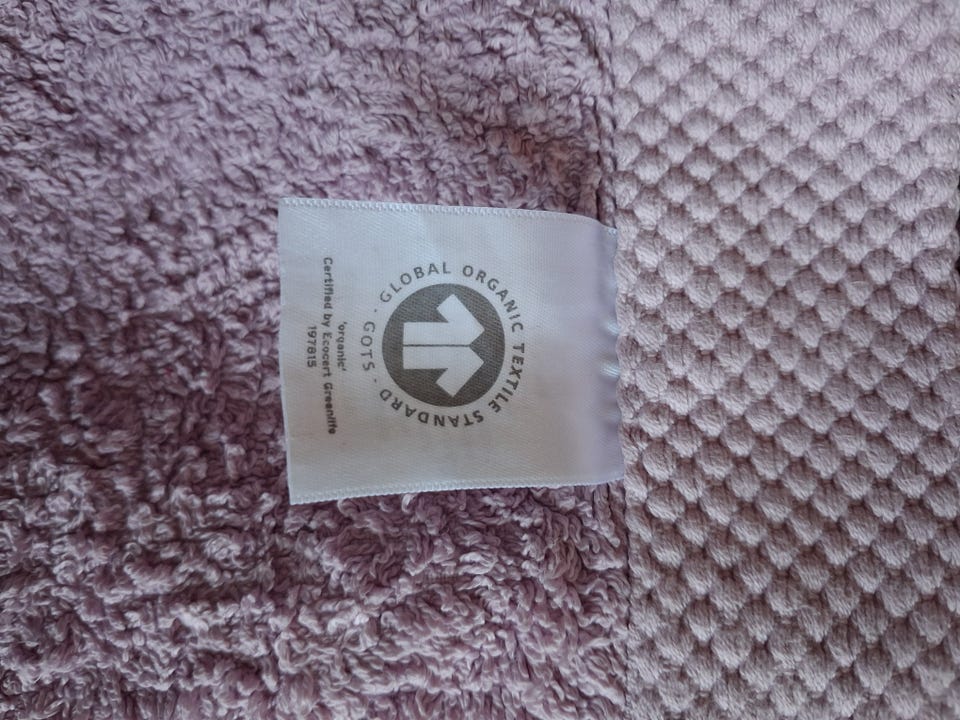 GLOBAL ORGANIC TEXTILE STANDARD · GOTS ·
'organic'
Certified by Ecocert Greenlife
197815